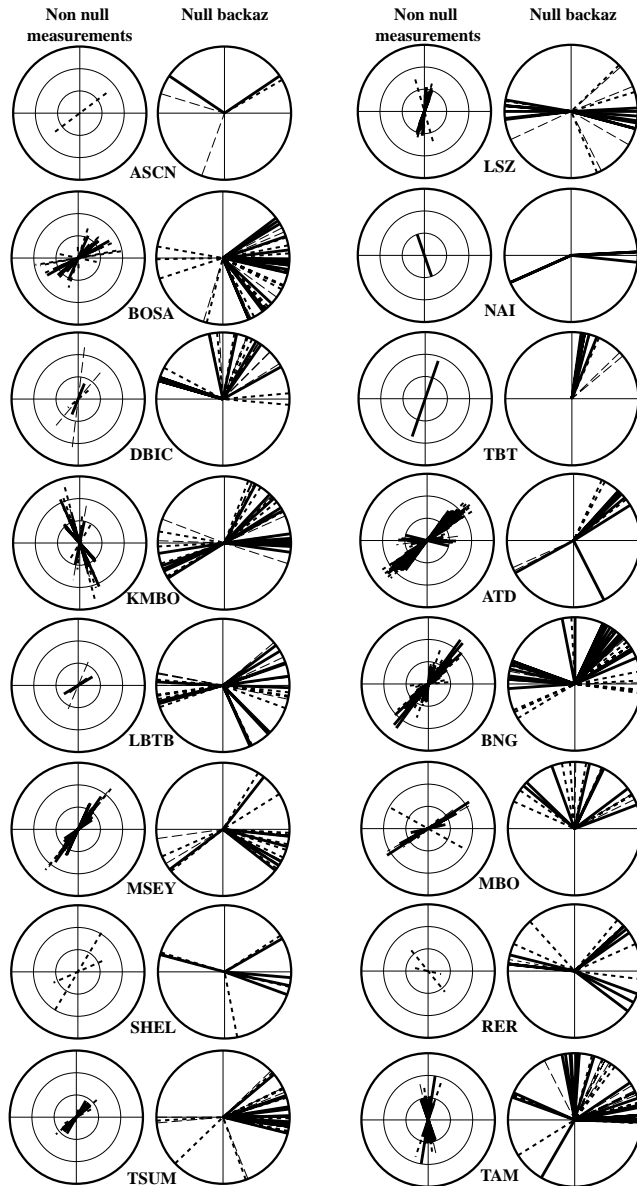 Non null
measurements
Null backaz
ASCN
BOSA
DBIC
KMBO
LBTB
MSEY
SHEL
TSUM
Non null
measurements
Null backaz
LSZ
NAI
TBT
ATD
BNG
MBO
RER
TAM